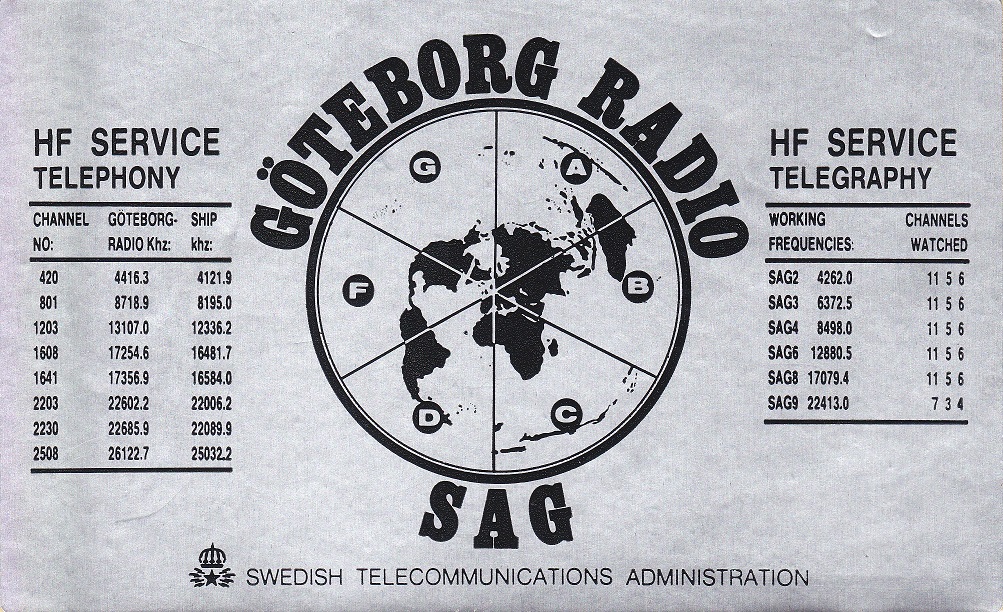 GÖTEBORG RADIO
HF SERVICE
TELEPHONY
CHANNEL GÖTEBORG- SHIP
NO: RADIO Khz: khz:
420 4416.3 4121.9
801 8718.9 8195.0
1203 13107.0 12336.2
1608 17254.6 16481.7
1641 17356.9 16584.0
2203 22602.2 22006.2
2230 22685.9 22089.9
2508 26122.7 25032.2
G A
F B
D C
HF SERVICE
TELEGRAPHY
WORKING CHANNELS
FREQUENCIES: WATCHED
SAG2 4262.0 11 5 6
SAG3 6372.5 11 5 6
SAG4 8498.0 11 5 6
SAG6 12880.5 11 5 6
SAG8 17079.4 11 5 6
SAG9 22413.0 7 3 4
SAG
SWEDISH TELECOMMUNICATIONS ADMINISTRATION